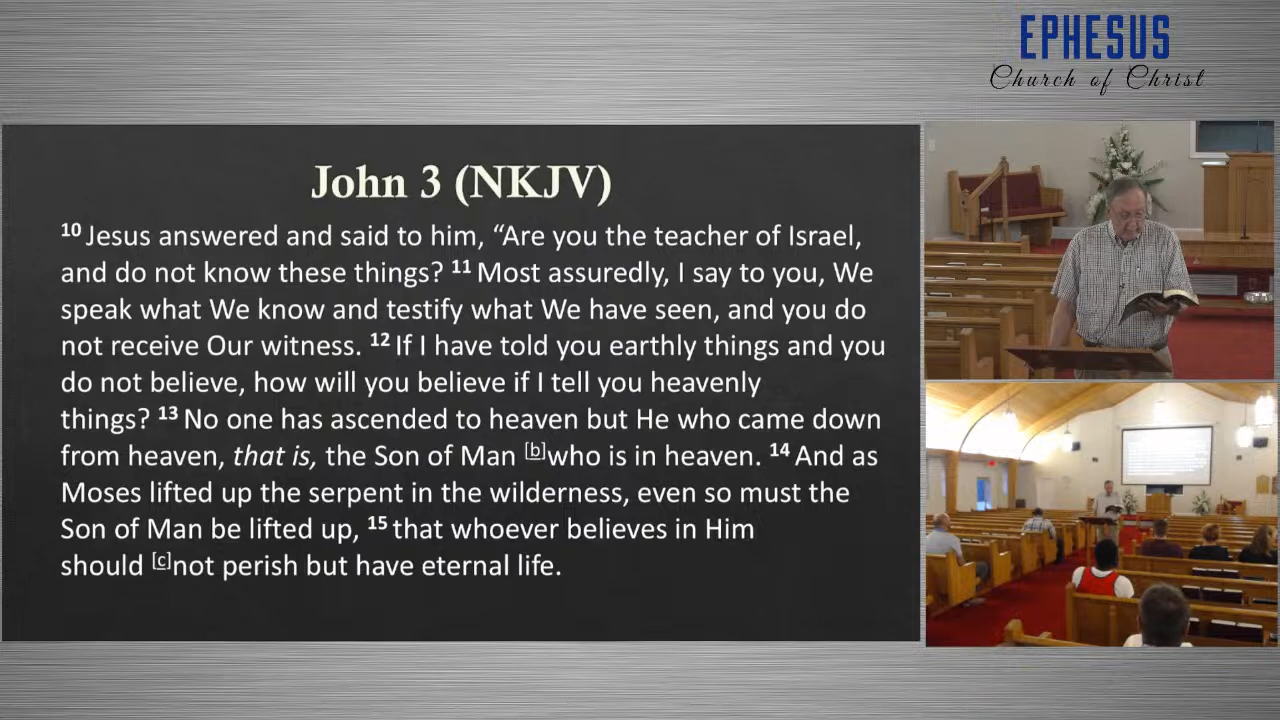 EPHESUS
Church of Christ
John 3 (NKJV)
10 Jesus answered and said to him, “Are you the teacher of Israel,
and do not know these things? 11 Most assuredly, I say to you, We
speak what We know and testify what We have seen, and you do
not receive Our witness. 12 If I have told you earthly things and you
do not believe, how will you believe if I tell you heavenly
things? 13 No one has ascended to heaven but He who came down
from heaven, that is, the Son of Man [b]who is in heaven. 14 And as
Moses lifted up the serpent in the wilderness, even so must the
Son of Man be lifted up, 15 that whoever believes in Him
should [c]not perish but have eternal life.